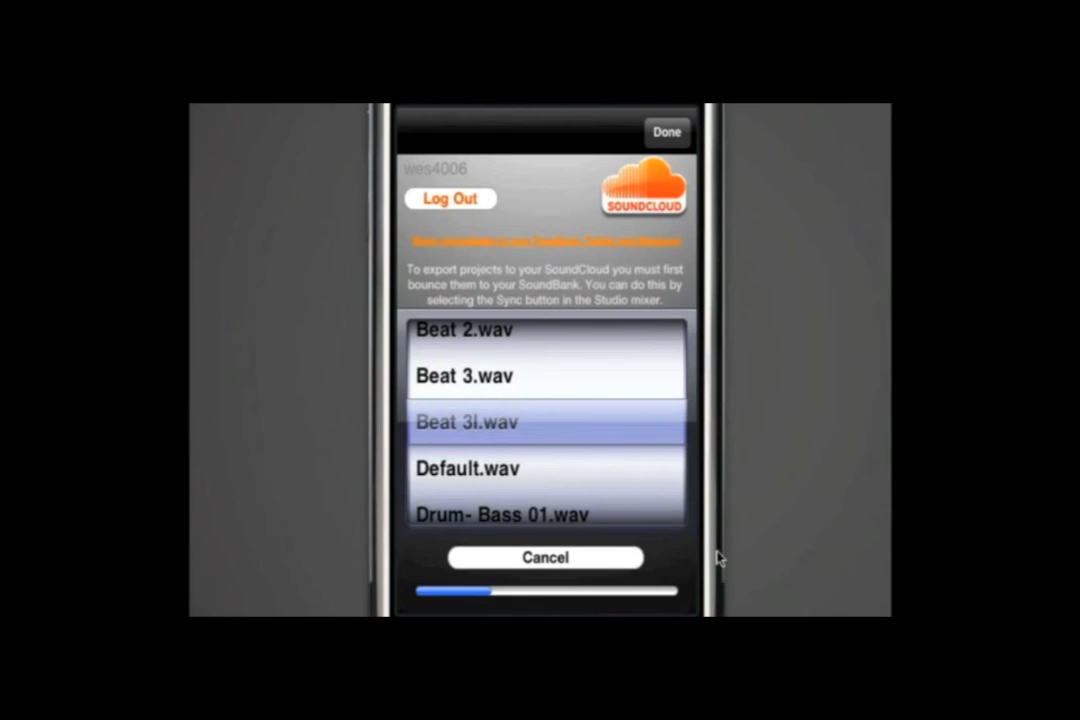 Done
wes4006
Log Out
SOUNDCLOUD
To export projects to your SoundCloud you must first
bounce them to your SoundBank. You can do this by
selecting the Sync button in the Studio mixer.
Beat 2.wav
Beat 3.wav
Beat 3l.wav
Default.wav
Drum- Bass 01.wav
Cancel